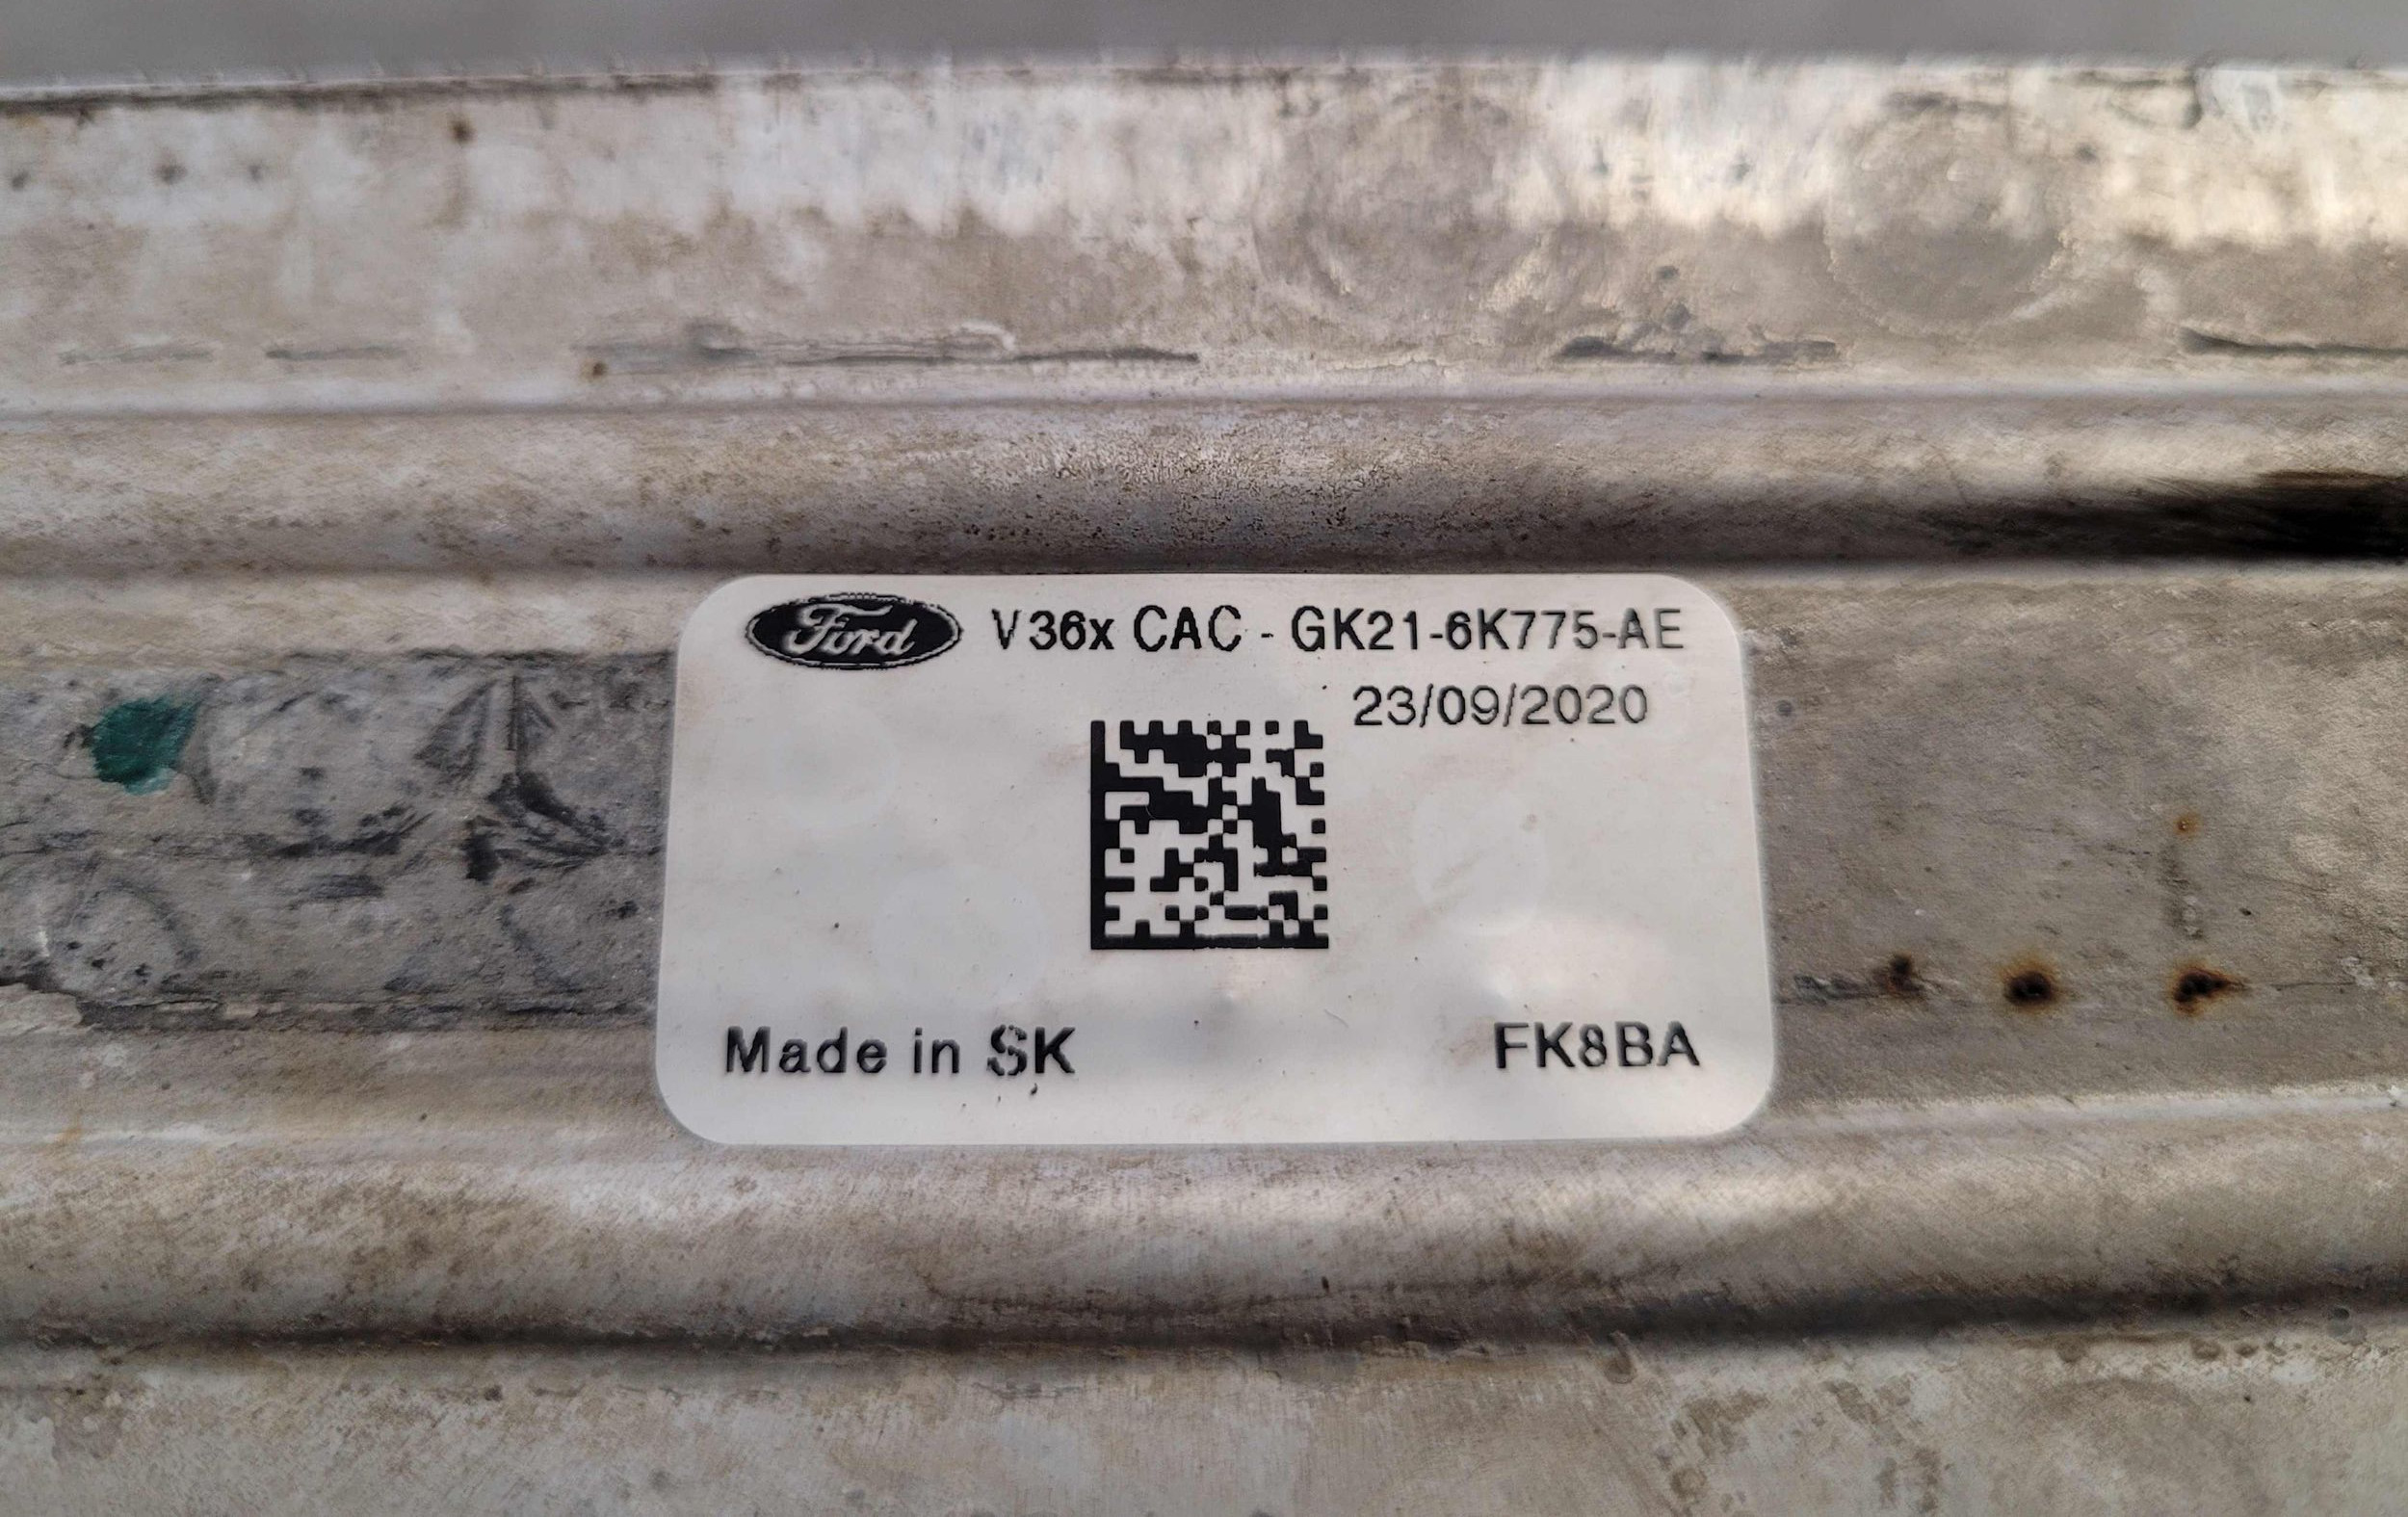 Ford V36x CAC - GK21-6K775-AE
23/09/2020
Made in SK FK8BA